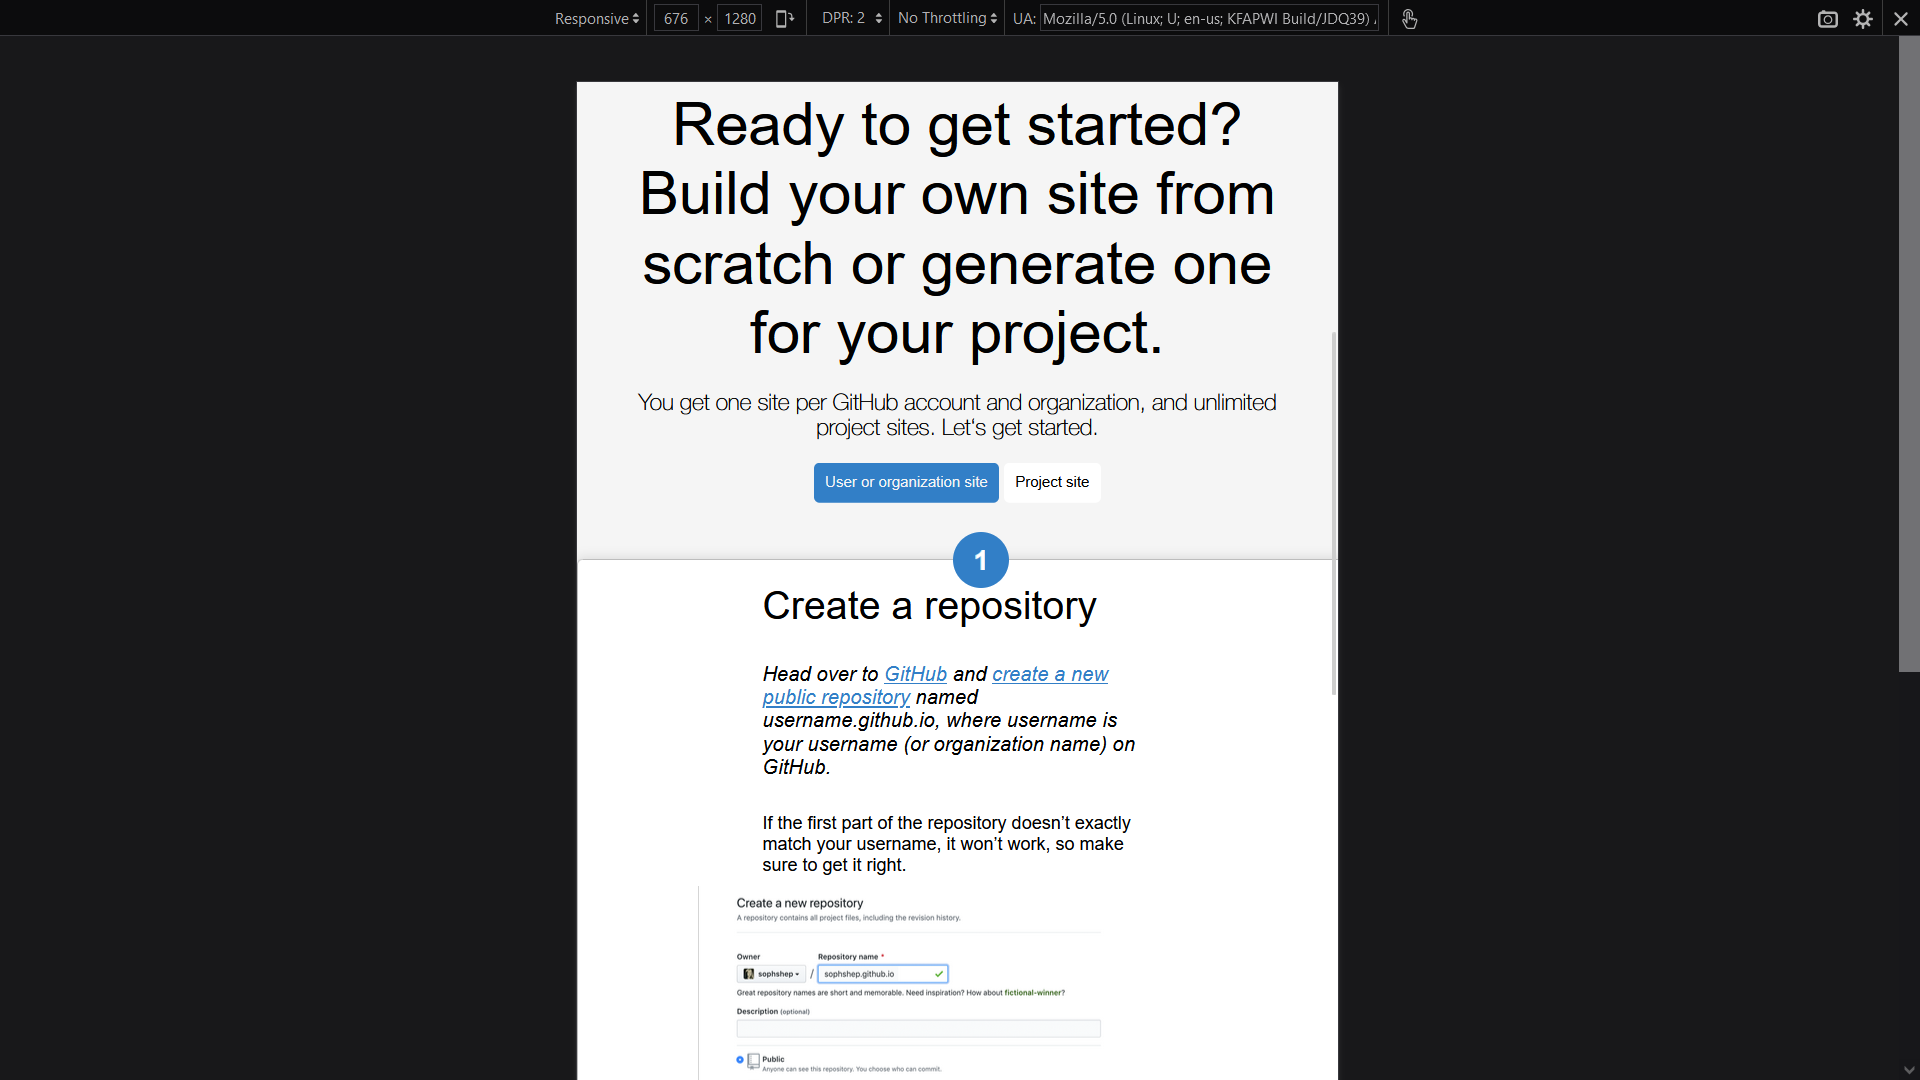 Responsive 676 × 1280 DPR: 2 No Throttling UA: Mozilla/5.0 (Linux; U; en-us; KFAPWI Build/JDQ39)
Ready to get started?
Build your own site from
scratch or generate one
for your project.
You get one site per GitHub account and organization, and unlimited
project sites. Let's get started.
User or organization site Project site
1
Create a repository
Head over to GitHub and create a new
public repository named
username.github.io, where username is
your username (or organization name) on
GitHub.
If the first part of the repository doesn’t exactly
match your username, it won’t work, so make
sure to get it right.
Create a new repository
A repository contains all project files, including the revision history.
Owner Repository name *
sophshep / sophshep.github.io
Great repository names are short and memorable. Need inspiration? How about fictional-winner?
Description (optional)
Public
Anyone can see this repository. You choose who can commit.